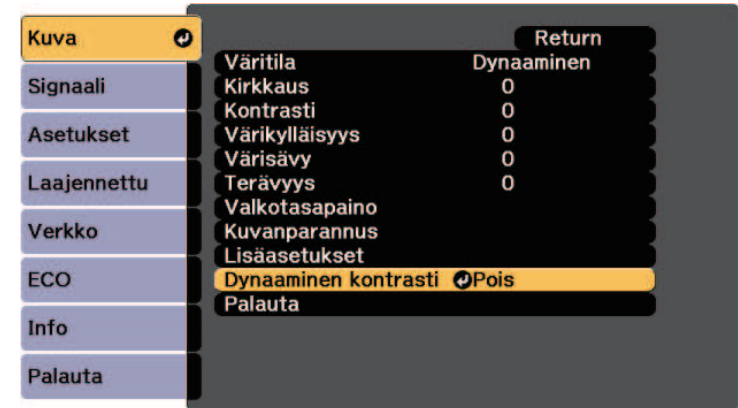 Kuva
Signaali
Asetukset
Laajennettu
Verkko
ECO
Info
Palauta
Return
Väritila Dynaaminen
Kirkkaus 0
Kontrasti 0
Värikylläisyys 0
Värisävy 0
Terävyys 0
Valkotasapaino
Kuvanparannus
Lisäasetukset
Dynaaminen kontrasti Pois
Palauta